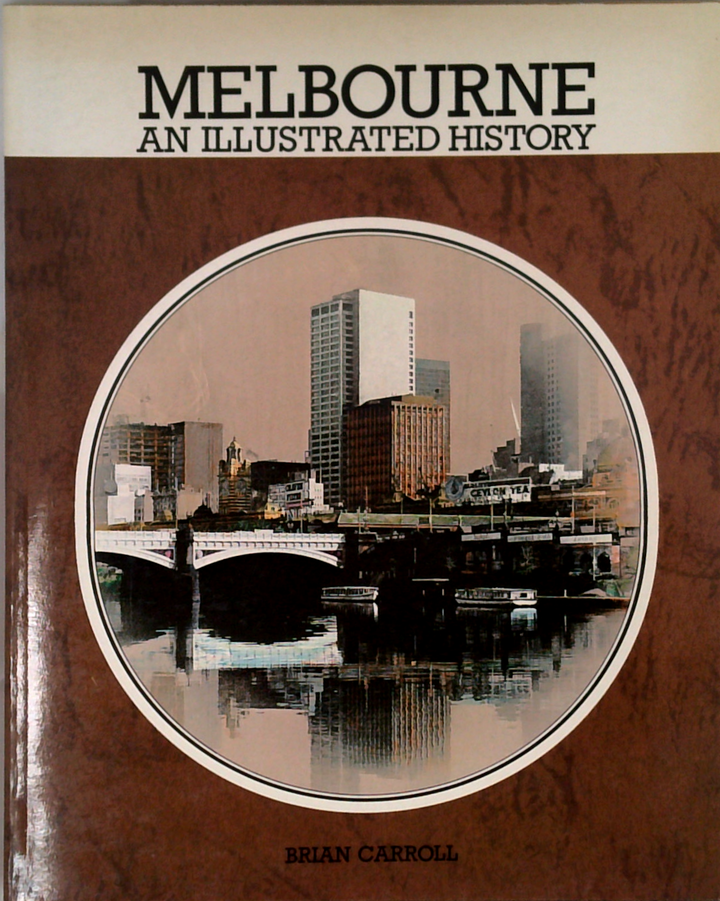 MELBOURNE
AN ILLUSTRATED HISTORY
CEYLON TEA
BRIAN CARROLL